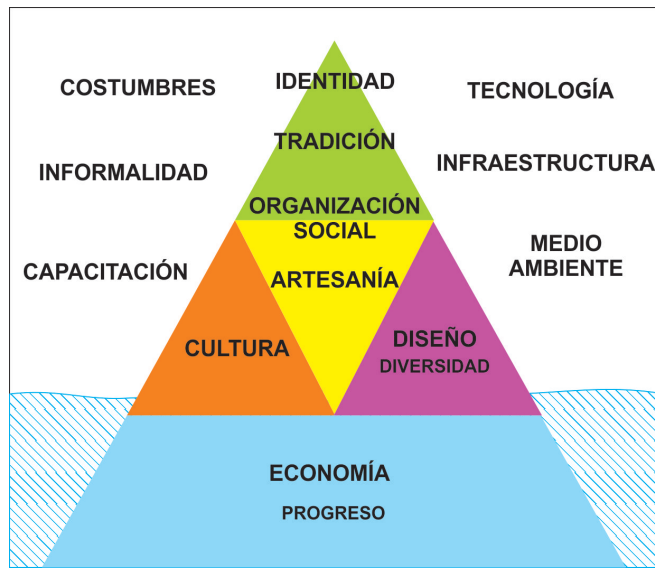 COSTUMBRES
IDENTIDAD
TECNOLOGÍA
TRADICIÓN
INFORMALIDAD
INFRAESTRUCTURA
ORGANIZACIÓN
SOCIAL
MEDIO
AMBIENTE
CAPACITACIÓN
ARTESANÍA
CULTURA
DISEÑO
DIVERSIDAD
ECONOMÍA
PROGRESO